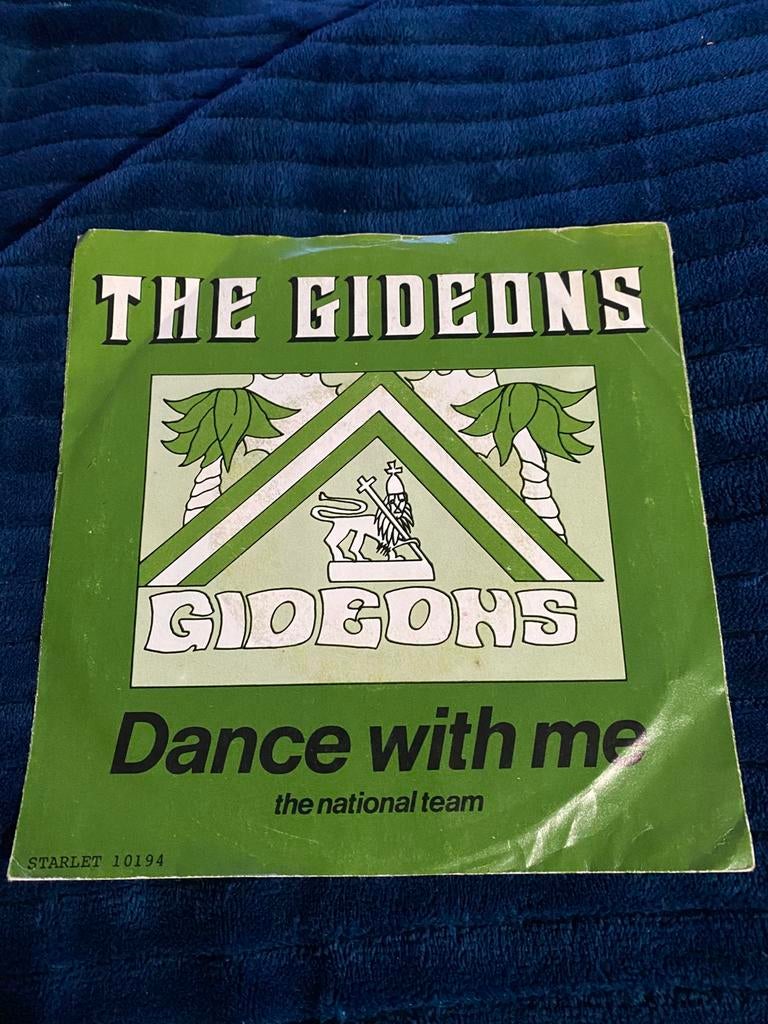 THE GIDEONS
GIDEONS
Dance with me
the national team
STARLET 10194